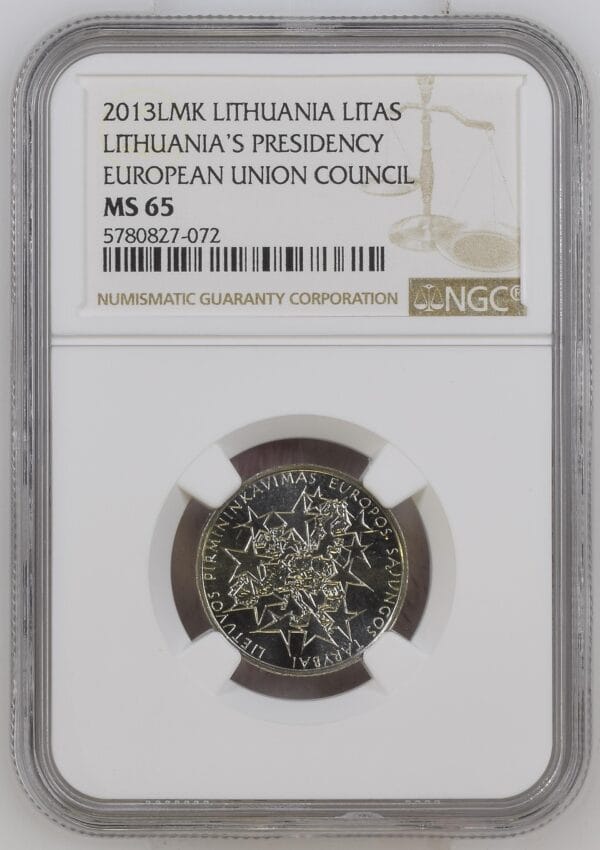 2013LMK LITHUANIA LITAS
LITHUANIA'S PRESIDENCY
EUROPEAN UNION COUNCIL
MS 65
5780827-072
NUMISMATIC GUARANTY CORPORATION
NGC®
LIETUVOS PIRMININKAVIMAS EUROPOS SĄJUNGOS TARYBAI